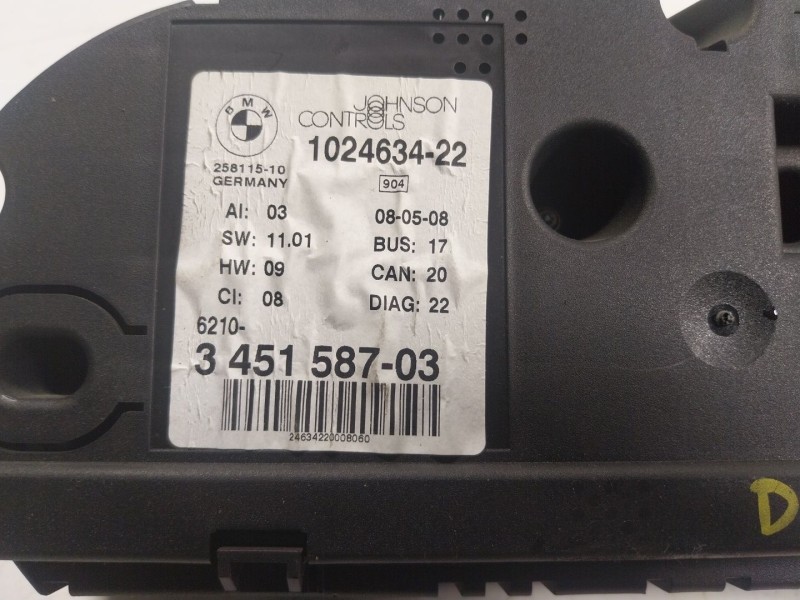 BMW
JOHNSON
CONTROLS
258115-10
GERMANY
1024634-22
904
AI: 03
08-05-08
SW: 11.01
BUS: 17
HW: 09
CAN: 20
CI: 08
DIAG: 22
6210-
3 451 587-03
24634220008060
D